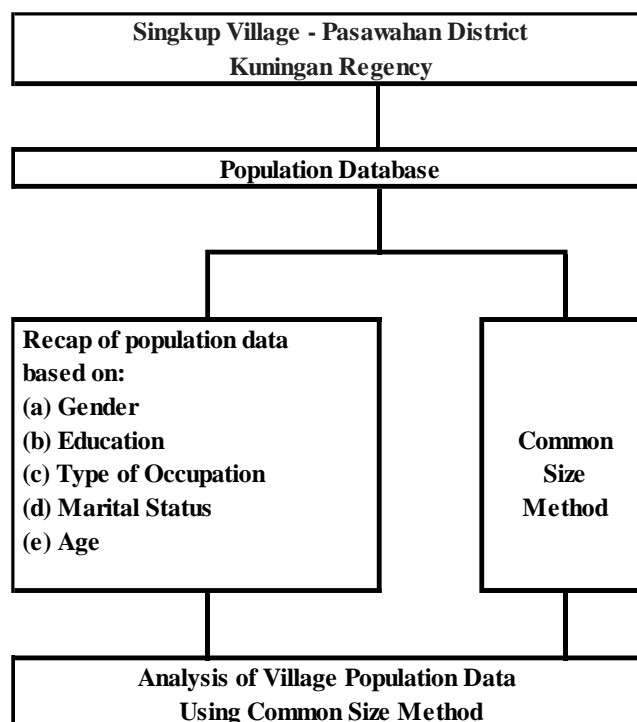 Singkup Village - Pasawahan District
Kuningan Regency
Population Database
Recap of population data
based on:
(a) Gender
(b) Education
(c) Type of Occupation
(d) Marital Status
(e) Age
Common
Size
Method
Analysis of Village Population Data
Using Common Size Method